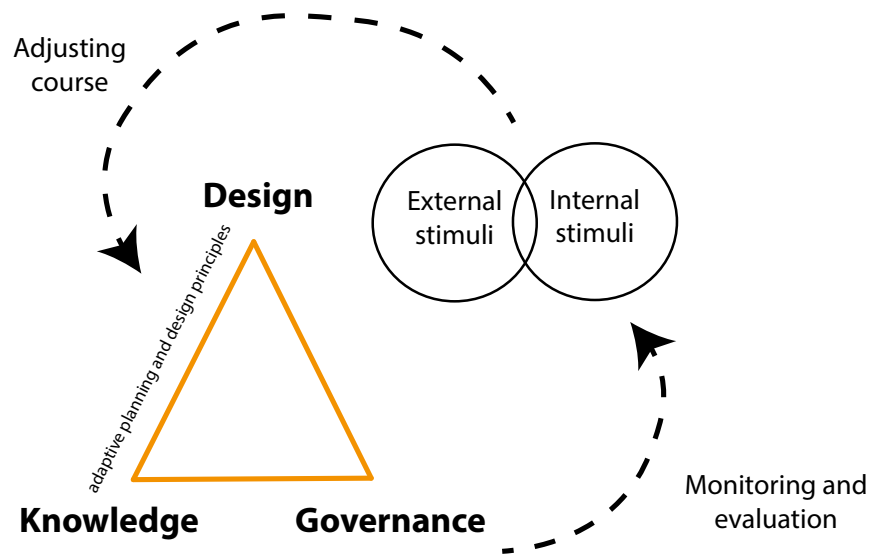 Adjusting
course
Design
External
stimuli
Internal
stimuli
adaptive planning and design principles
Knowledge
Governance
Monitoring and
evaluation